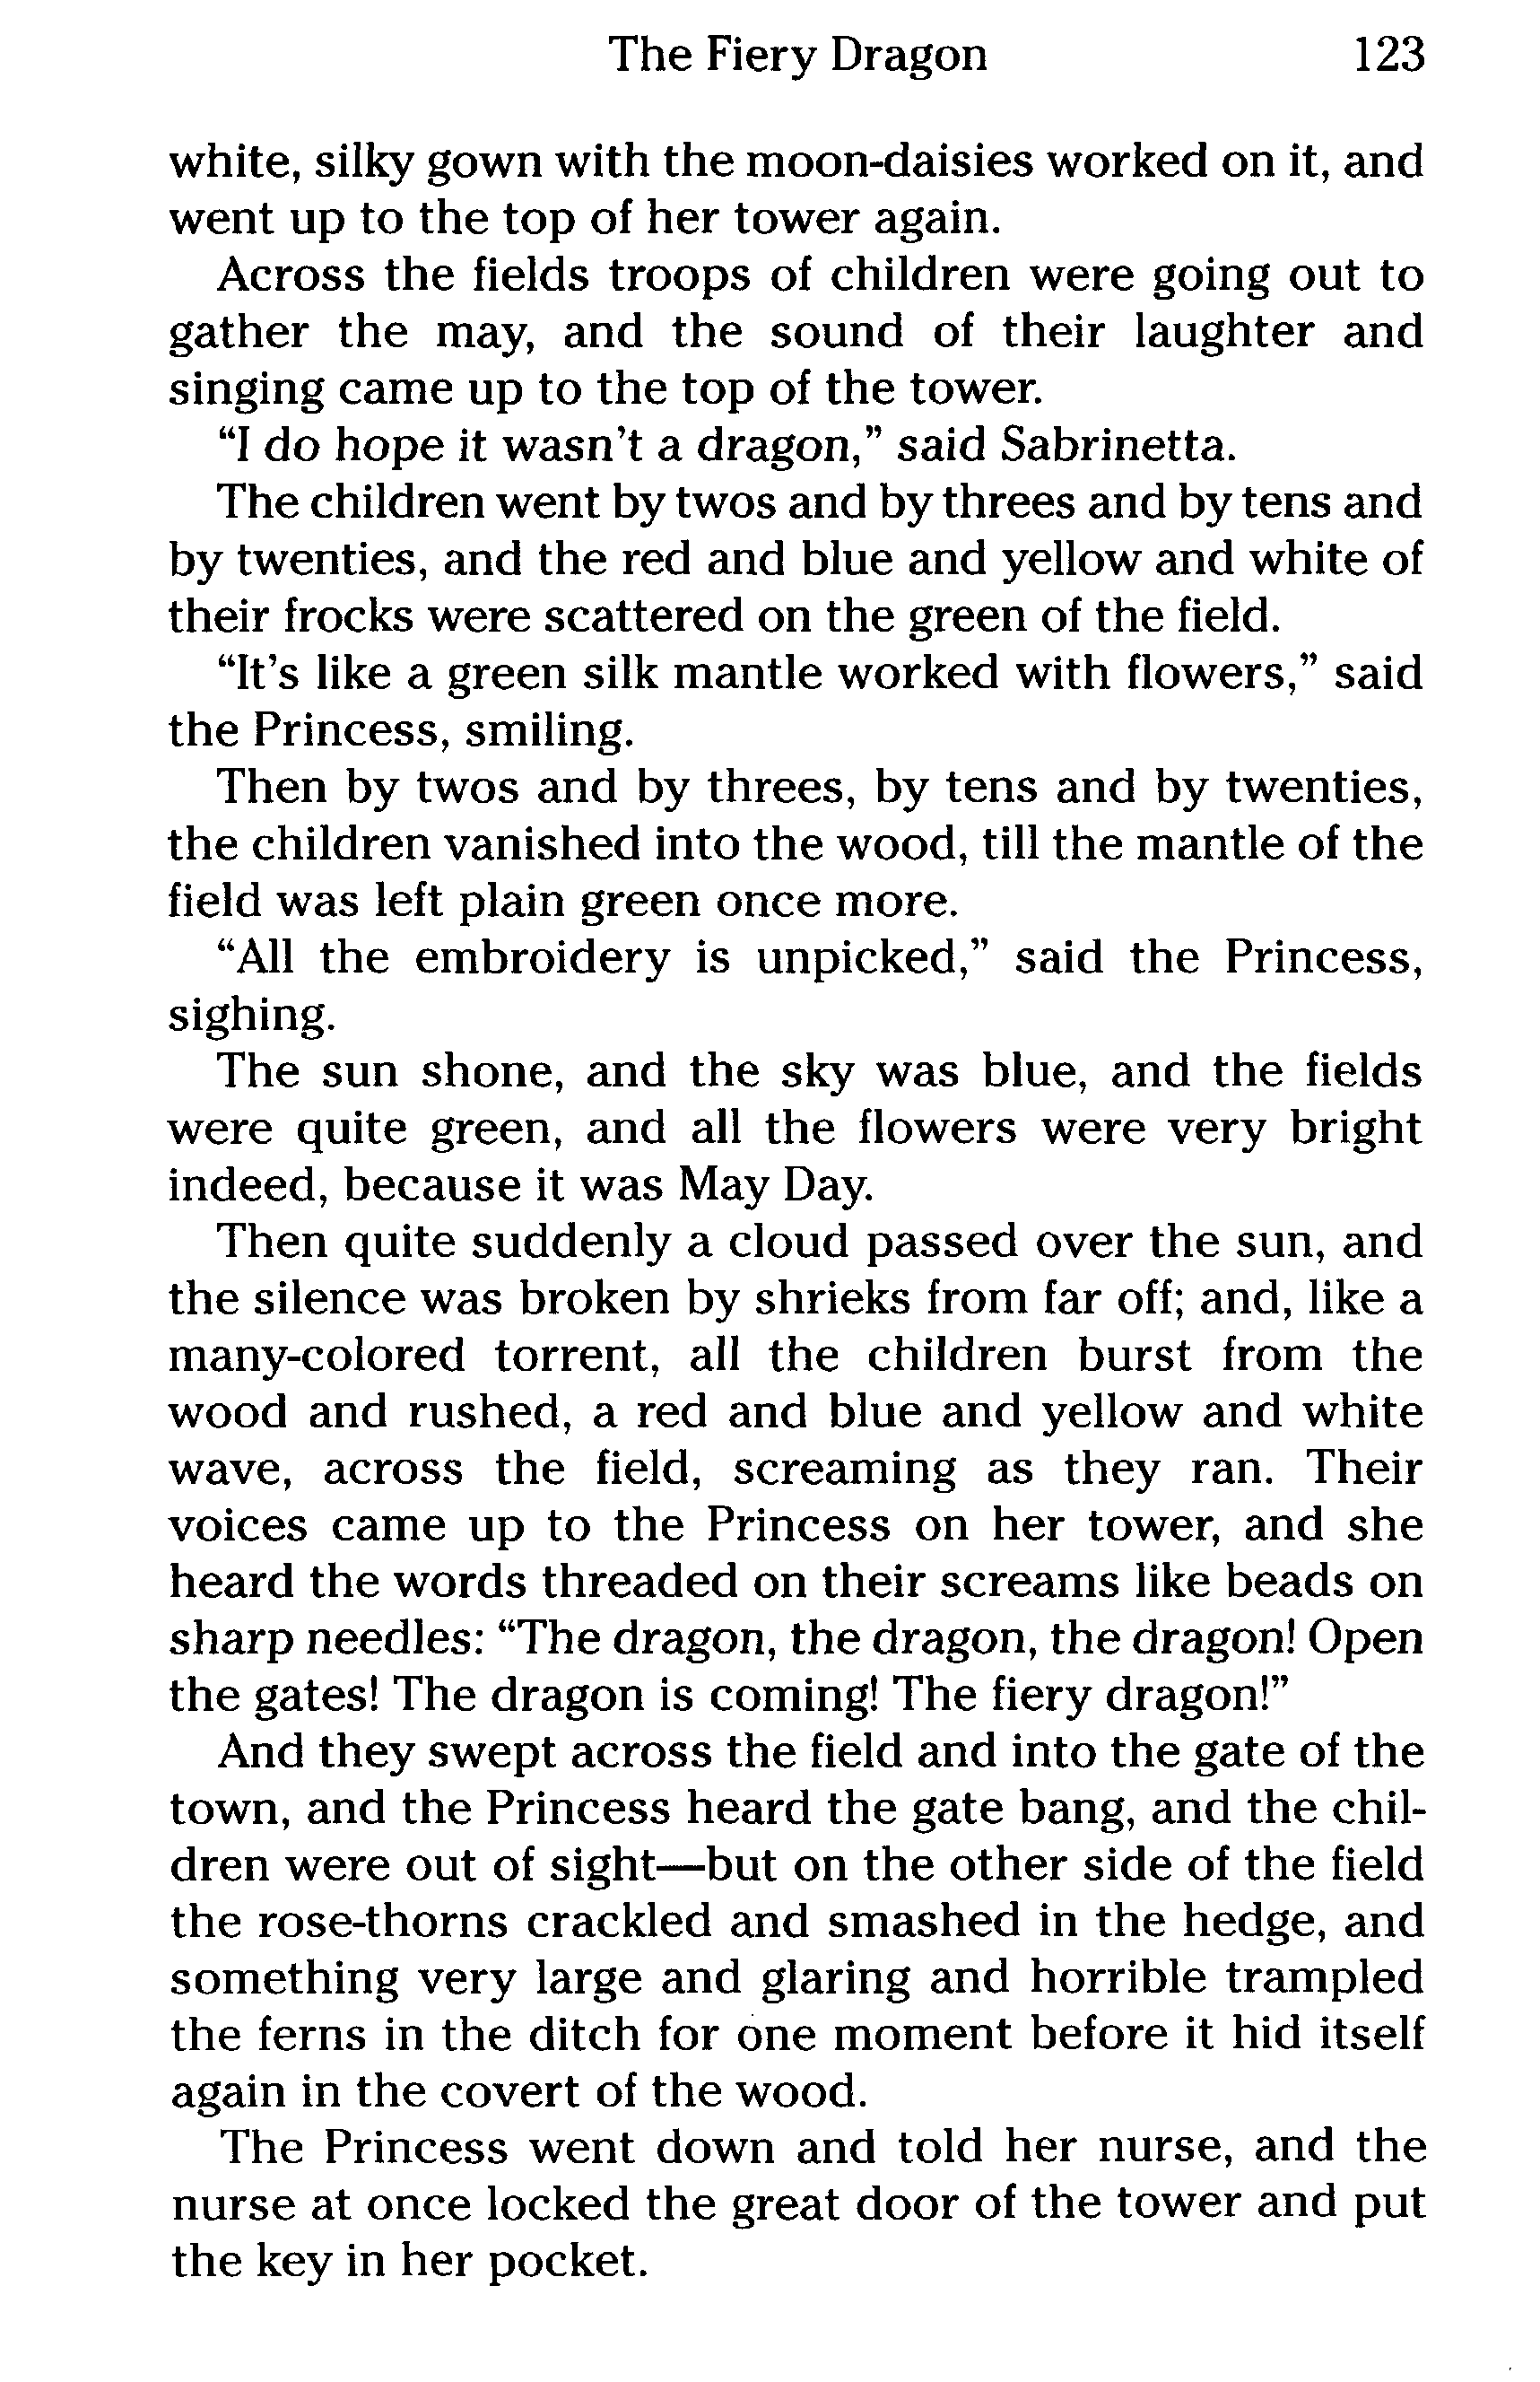 The Fiery Dragon 123
white, silky gown with the moon-daisies worked on it, and
went up to the top of her tower again.
Across the fields troops of children were going out to
gather the may, and the sound of their laughter and
singing came up to the top of the tower.
“I do hope it wasn’t a dragon,” said Sabrinetta.
The children went by twos and by threes and by tens and
by twenties, and the red and blue and yellow and white of
their frocks were scattered on the green of the field.
“It’s like a green silk mantle worked with flowers,” said
the Princess, smiling.
Then by twos and by threes, by tens and by twenties,
the children vanished into the wood, till the mantle of the
field was left plain green once more.
“All the embroidery is unpicked,” said the Princess,
sighing.
The sun shone, and the sky was blue, and the fields
were quite green, and all the flowers were very bright
indeed, because it was May Day.
Then quite suddenly a cloud passed over the sun, and
the silence was broken by shrieks from far off; and, like a
many-colored torrent, all the children burst from the
wood and rushed, a red and blue and yellow and white
wave, across the field, screaming as they ran. Their
voices came up to the Princess on her tower, and she
heard the words threaded on their screams like beads on
sharp needles: “The dragon, the dragon, the dragon! Open
the gates! The dragon is coming! The fiery dragon!”
And they swept across the field and into the gate of the
town, and the Princess heard the gate bang, and the chil-
dren were out of sight—but on the other side of the field
the rose-thorns crackled and smashed in the hedge, and
something very large and glaring and horrible trampled
the ferns in the ditch for one moment before it hid itself
again in the covert of the wood.
The Princess went down and told her nurse, and the
nurse at once locked the great door of the tower and put
the key in her pocket.